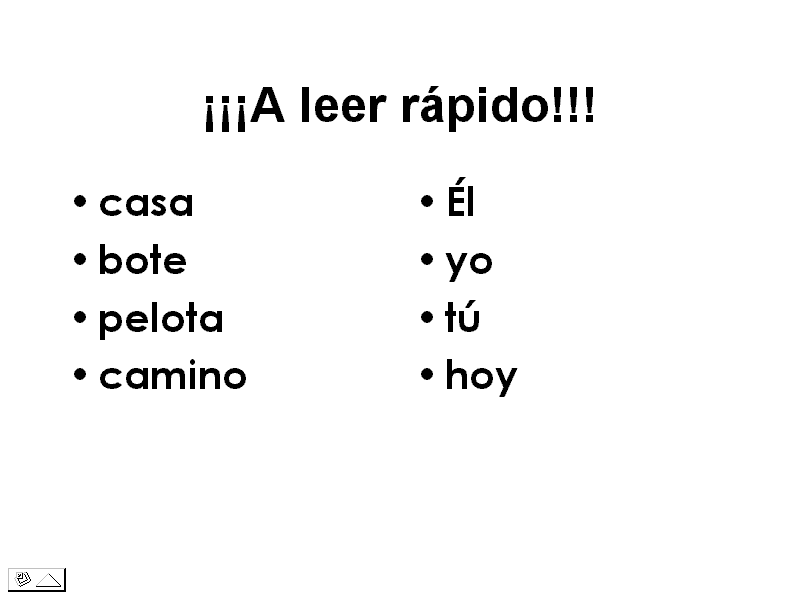 ¡¡¡A leer rápido!!!
• casa
• bote
• pelota
• camino
• Él
• yo
• tú
• hoy